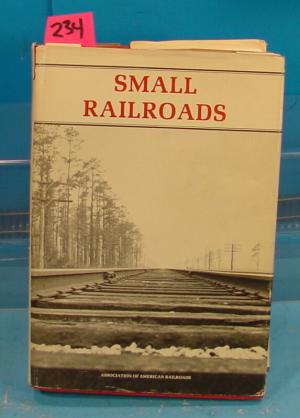 234
SMALL
RAILROADS
ASSOCIATION OF AMERICAN RAILROADS